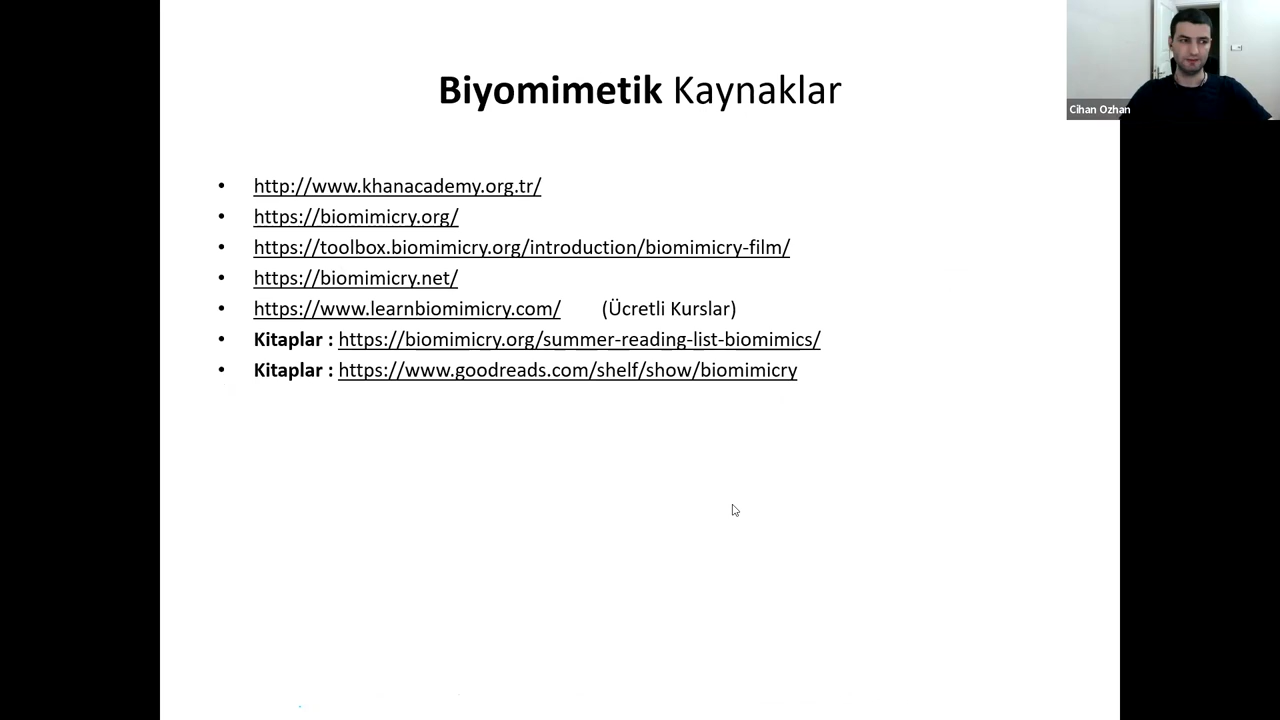 Biyomimetik Kaynaklar
Cihan Ozhan
• http://www.khanacademy.org.tr/
• https://biomimicry.org/
• https://toolbox.biomimicry.org/introduction/biomimicry-film/
• https://biomimicry.net/
• https://www.learnbiomimicry.com/ (Ücretli Kurslar)
• Kitaplar : https://biomimicry.org/summer-reading-list-biomimics/
• Kitaplar : https://www.goodreads.com/shelf/show/biomimicry